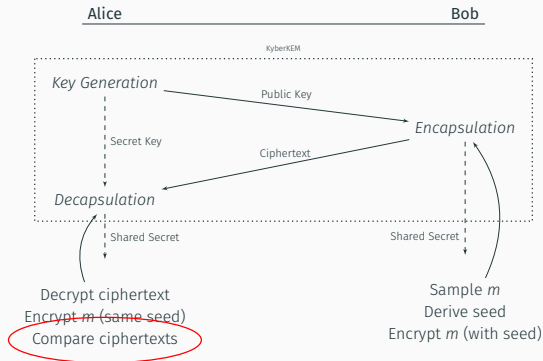 Alice
Bob
KyberKEM
Key Generation
Public Key
Encapsulation
Secret Key
Ciphertext
Decapsulation
Shared Secret
Shared Secret
Decrypt ciphertext
Encrypt m (same seed)
Compare ciphertexts
Sample m
Derive seed
Encrypt m (with seed)